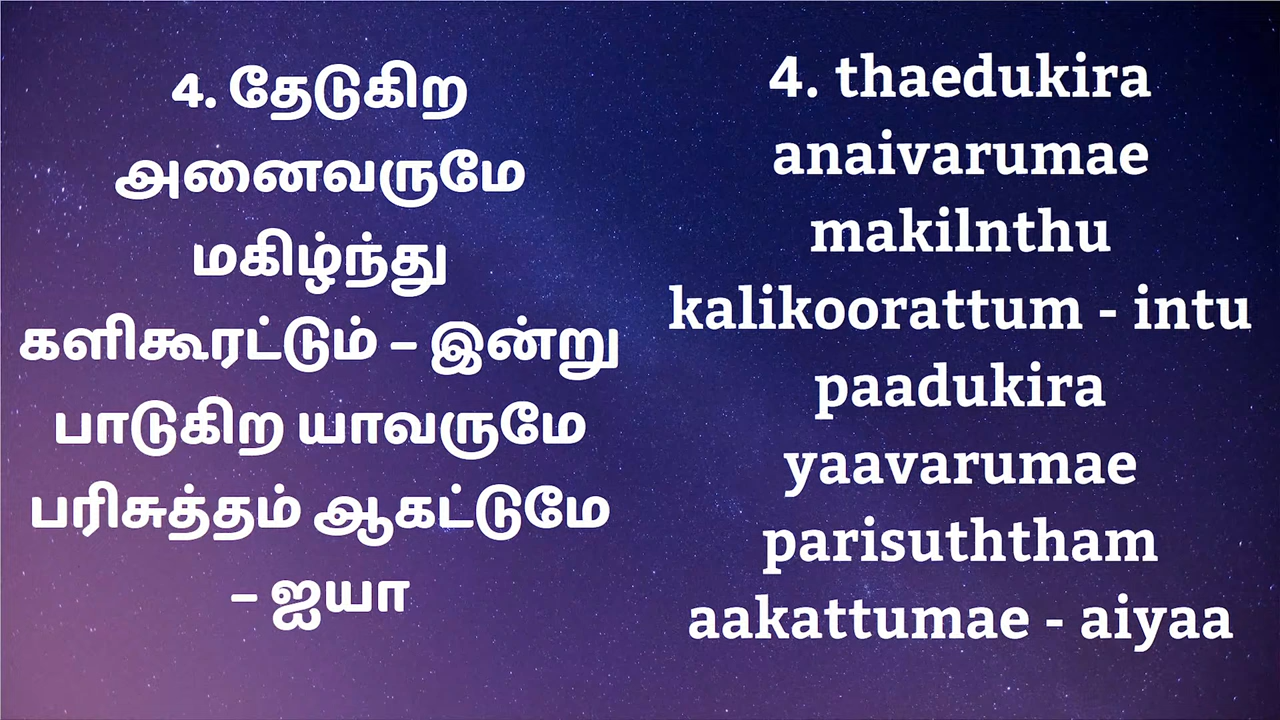 4. தேடுகிற
அனைவருமே
மகிழ்ந்து
களிகூரட்டும் – இன்று
பாடுகிற யாவருமே
பரிசுத்தம் ஆகட்டுமே
– ஐயா
4. thaedukira
anaivarumae
makilnthu
kalikoorattum - intu
paadukira
yaavarumae
parisuththam
aakattumae - aiyaa